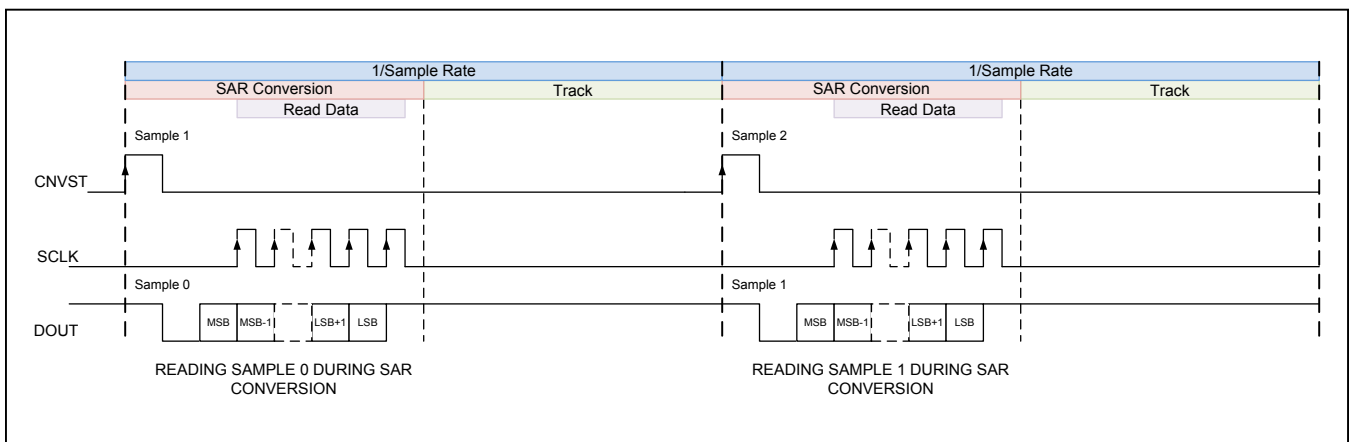 1/Sample Rate 1/Sample Rate
SAR Conversion Track SAR Conversion Track
Read Data Read Data
Sample 1 Sample 2
CNVST
SCLK
Sample 0 Sample 1
DOUT MSB MSB-1 LSB+1 LSB MSB MSB-1 LSB+1 LSB
READING SAMPLE 0 DURING SAR READING SAMPLE 1 DURING SAR
CONVERSION CONVERSION